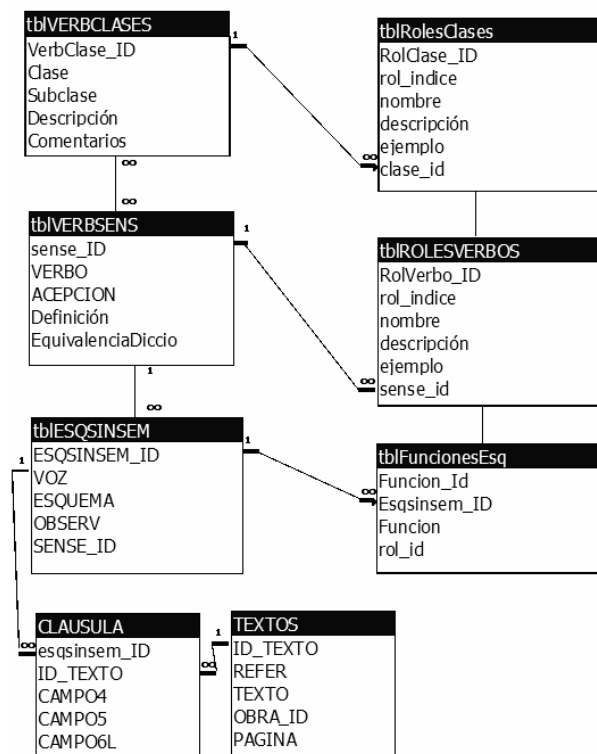 tblVERBCLASES
VerbClase_ID
Clase
Subclase
Descripción
Comentarios
1
∞
tblRolesClases
RolClase_ID
rol_indice
nombre
descripción
ejemplo
clase_id
∞
∞
tblVERBSENS
sense_ID
VERBO
ACEPCION
Definición
EquivalenciaDiccio
1
1
tblROLESVERBOS
RolVerbo_ID
rol_indice
nombre
descripción
ejemplo
sense_id
∞
∞
tblESQSINSEM
ESQSINSEM_ID
VOZ
ESQUEMA
OBSERV
SENSE_ID
1
1
tblFuncionesEsq
Funcion_Id
Esqsinsem_ID
Funcion
rol_id
∞
CLAUSULA
esqsinsem_ID
ID_TEXTO
CAMPO4
CAMPO5
CAMPO6L
∞
∞
1
TEXTOS
ID_TEXTO
REFER
TEXTO
OBRA_ID
PAGINA